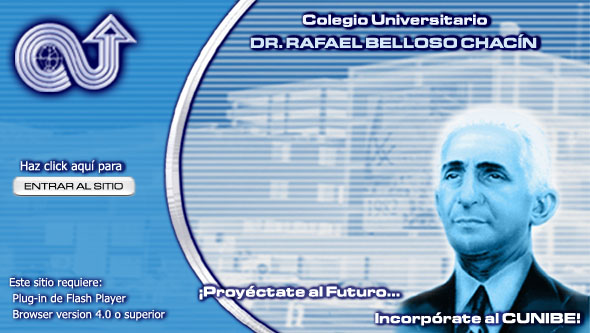 Colegio Universitario
DR. RAFAEL BELLOSO CHACÍN
Haz click aquí para
ENTRAR AL SITIO
Este sitio requiere:
Plug-in de Flash Player
Browser version 4.0 o superior
¡Proyéctate al Futuro...
Incorpórate al CUNIBE!